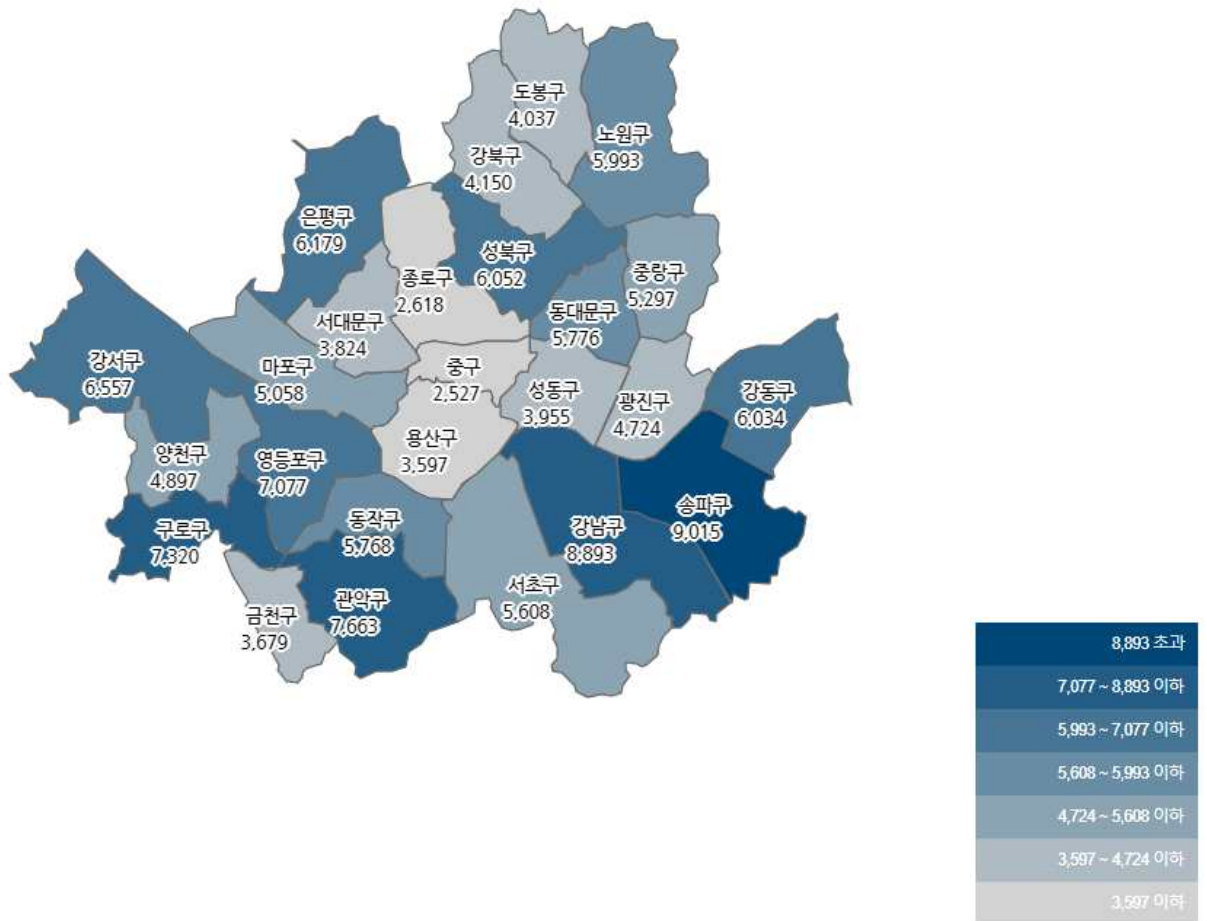 도봉구
4,037
노원구
5,993
강북구
4,150
은평구
6,179
성북구
6,052
종로구
2,618
중랑구
5,297
동대문구
5,776
서대문구
3,824
강서구
6,557
마포구
5,058
중구
2,527
성동구
3,955
광진구
4,724
강동구
6,034
용산구
3,597
양천구
4,897
영등포구
7,077
구로구
7,320
동작구
5,768
강남구
8,893
송파구
9,015
서초구
5,608
관악구
7,663
금천구
3,679
8,893 초과
7,077 ~ 8,893 이하
5,993 ~ 7,077 이하
5,608 ~ 5,993 이하
4,724 ~ 5,608 이하
3,597 ~ 4,724 이하
3,597 이하